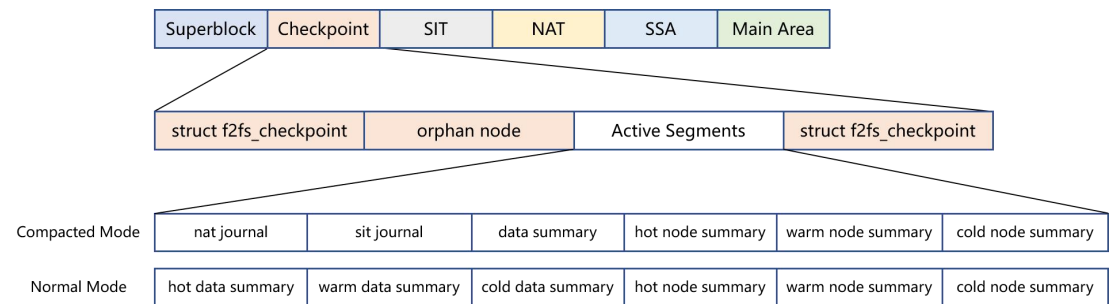 Superblock Checkpoint SIT NAT SSA Main Area
struct f2fs_checkpoint orphan node Active Segments struct f2fs_checkpoint
Compacted Mode nat journal sit journal data summary hot node summary warm node summary cold node summary
Normal Mode hot data summary warm data summary cold data summary hot node summary warm node summary cold node summary